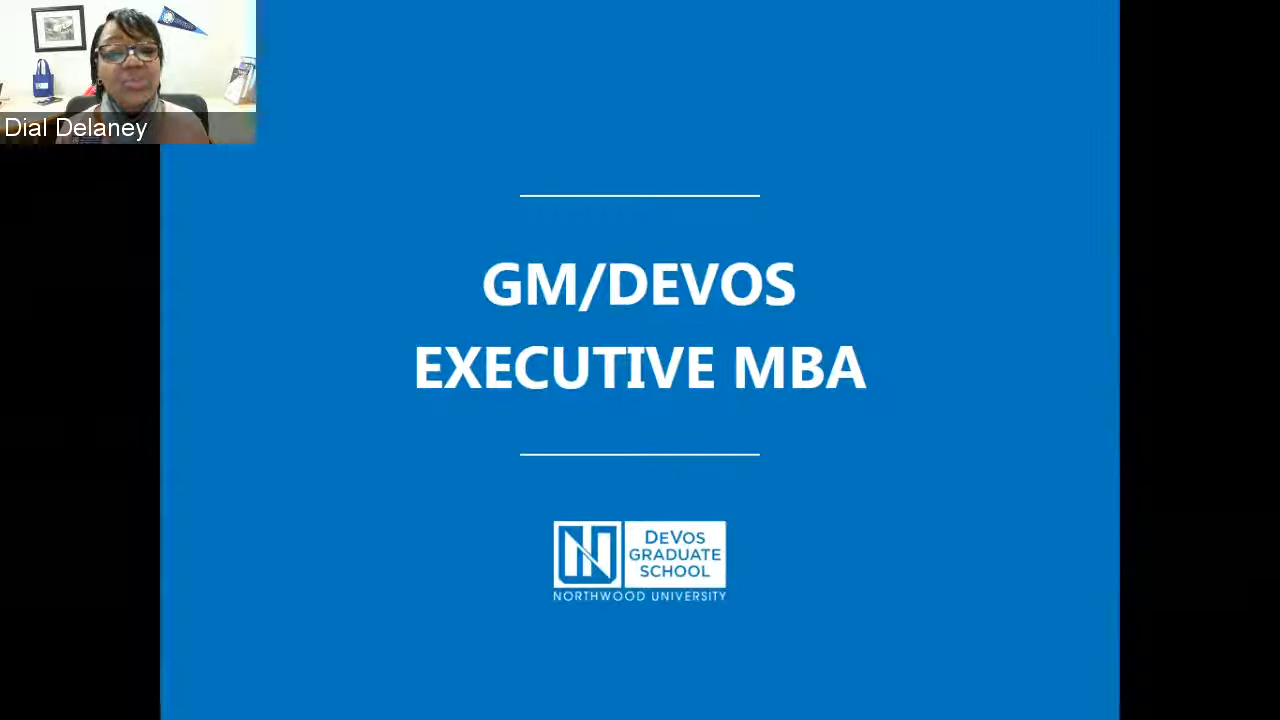 Dial Delaney
GM/DEVOS
EXECUTIVE MBA
DEVOS
GRADUATE
SCHOOL
NORTHWOOD UNIVERSITY